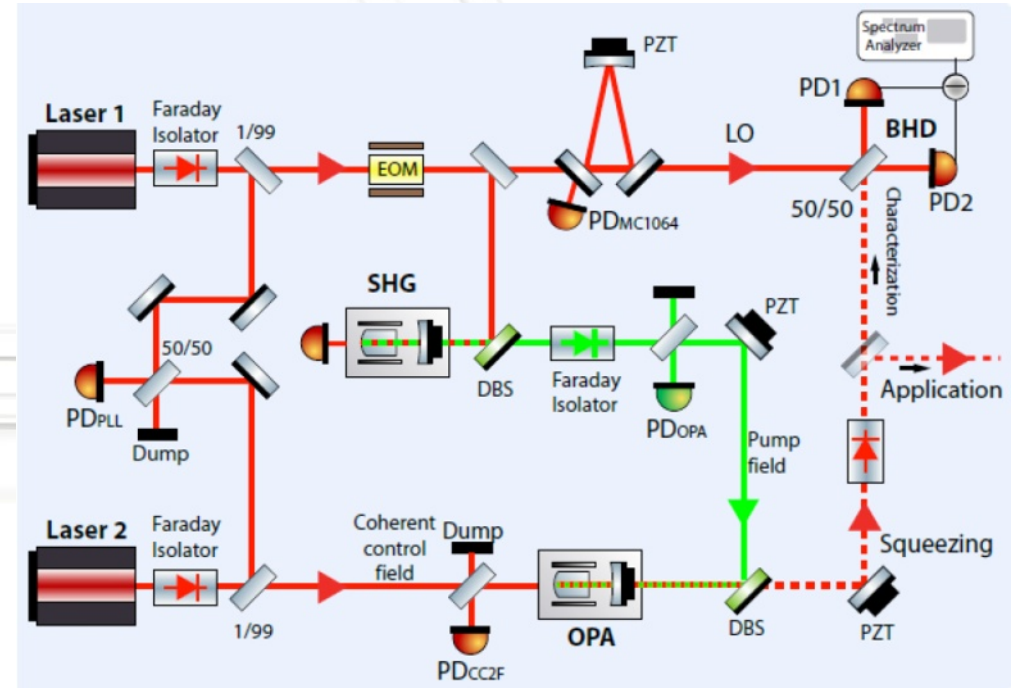 Spectrum
Analyzer
PZT
PD1
Laser 1
Faraday
Isolator
1/99
LO
BHD
EOM
PD2
50/50
PDMC1064
Characterization
SHG
PZT
50/50
DBS
Faraday
Isolator
Application
PDPLL
PDOPA
Dump
Pump
field
Laser 2
Faraday
Isolator
Coherent
control
field
Dump
Squeezing
1/99
OPA
DBS
PZT
PDCC2F